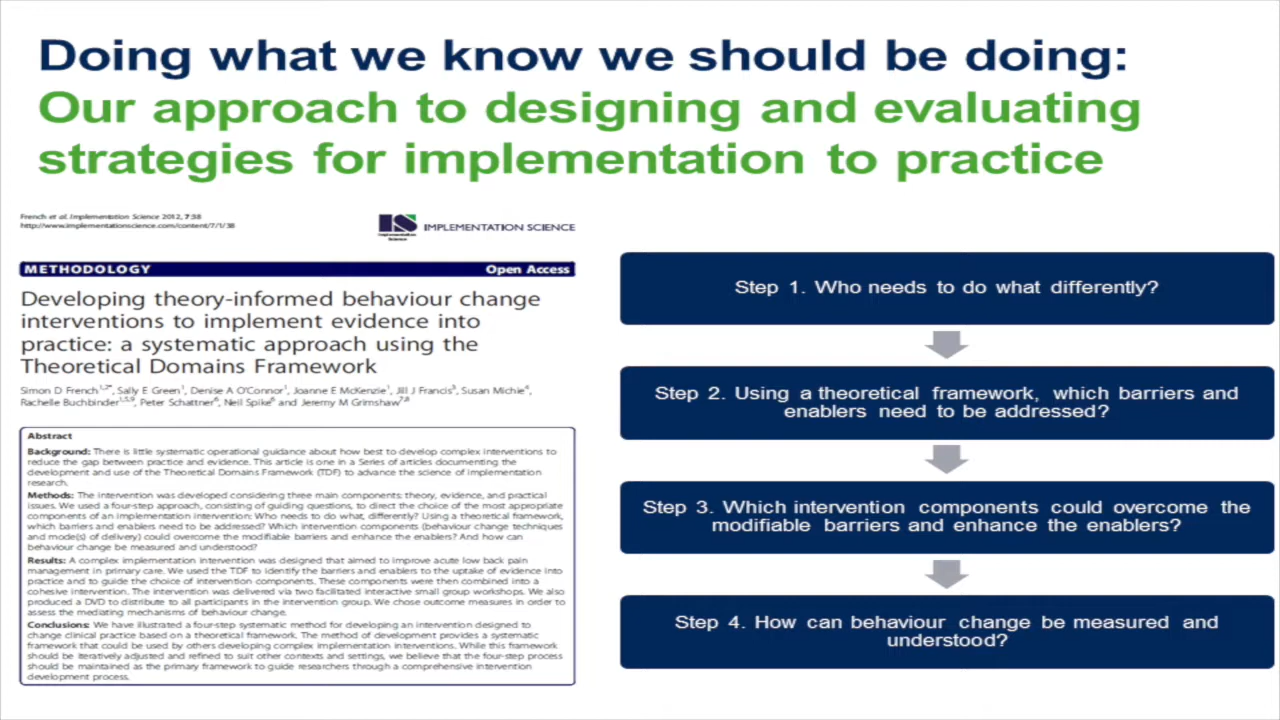 Doing what we know we should be doing:
Our approach to designing and evaluating
strategies for implementation to practice
French et al. Implementation Science 2012, 7:38
http://www.implementationscience.com/content/7/1/38
IS
Implementation
Science
IMPLEMENTATION SCIENCE
METHODOLOGY
Open Access
Developing theory-informed behaviour change
interventions to implement evidence into
practice: a systematic approach using the
Theoretical Domains Framework
Simon D French1,2*, Sally E Green1, Denise A O'Connor1, Joanne E McKenzie1, Jill J Francis3, Susan Michie4,
Rachelle Buchbinder1,5,9, Peter Schattner6, Neil Spike6 and Jeremy M Grimshaw7,8
Abstract
Background: There is little systematic operational guidance about how best to develop complex interventions to
reduce the gap between practice and evidence. This article is one in a Series of articles documenting the
development and use of the Theoretical Domains Framework (TDF) to advance the science of implementation
research.
Methods: The intervention was developed considering three main components: theory, evidence, and practical
issues. We used a four-step approach, consisting of guiding questions, to direct the choice of the most appropriate
components of an implementation intervention: Who needs to do what, differently? Using a theoretical framework,
which barriers and enablers need to be addressed? Which intervention components (behaviour change techniques
and mode(s) of delivery) could overcome the modifiable barriers and enhance the enablers? And how can
behaviour change be measured and understood?
Results: A complex implementation intervention was designed that aimed to improve acute low back pain
management in primary care. We used the TDF to identify the barriers and enablers to the uptake of evidence into
practice and to guide the choice of intervention components. These components were then combined into a
cohesive intervention. The intervention was delivered via two facilitated interactive small group workshops. We also
produced a DVD to distribute to all participants in the intervention group. We chose outcome measures in order to
assess the mediating mechanisms of behaviour change.
Conclusions: We have illustrated a four-step systematic method for developing an intervention designed to
change clinical practice based on a theoretical framework. The method of development provides a systematic
framework that could be used by others developing complex implementation interventions. While this framework
should be iteratively adjusted and refined to suit other contexts and settings, we believe that the four-step process
should be maintained as the primary framework to guide researchers through a comprehensive intervention
development process.
Step 1. Who needs to do what differently?
Step 2. Using a theoretical framework, which barriers and
enablers need to be addressed?
Step 3. Which intervention components could overcome the
modifiable barriers and enhance the enablers?
Step 4. How can behaviour change be measured and
understood?